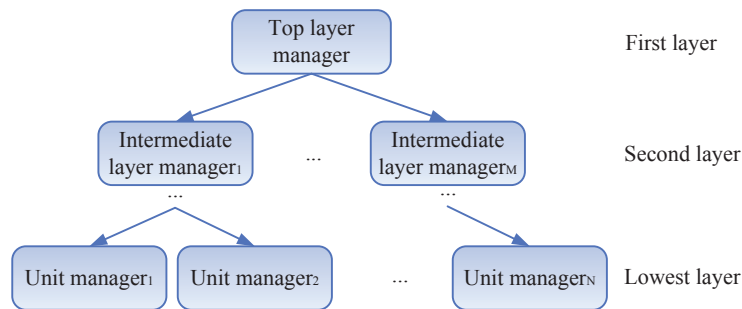 Top layer
manager
First layer
Intermediate
layer manager1
...
Intermediate
layer managerM
Second layer
...
...
Unit manager1
Unit manager2
...
Unit managerN
Lowest layer